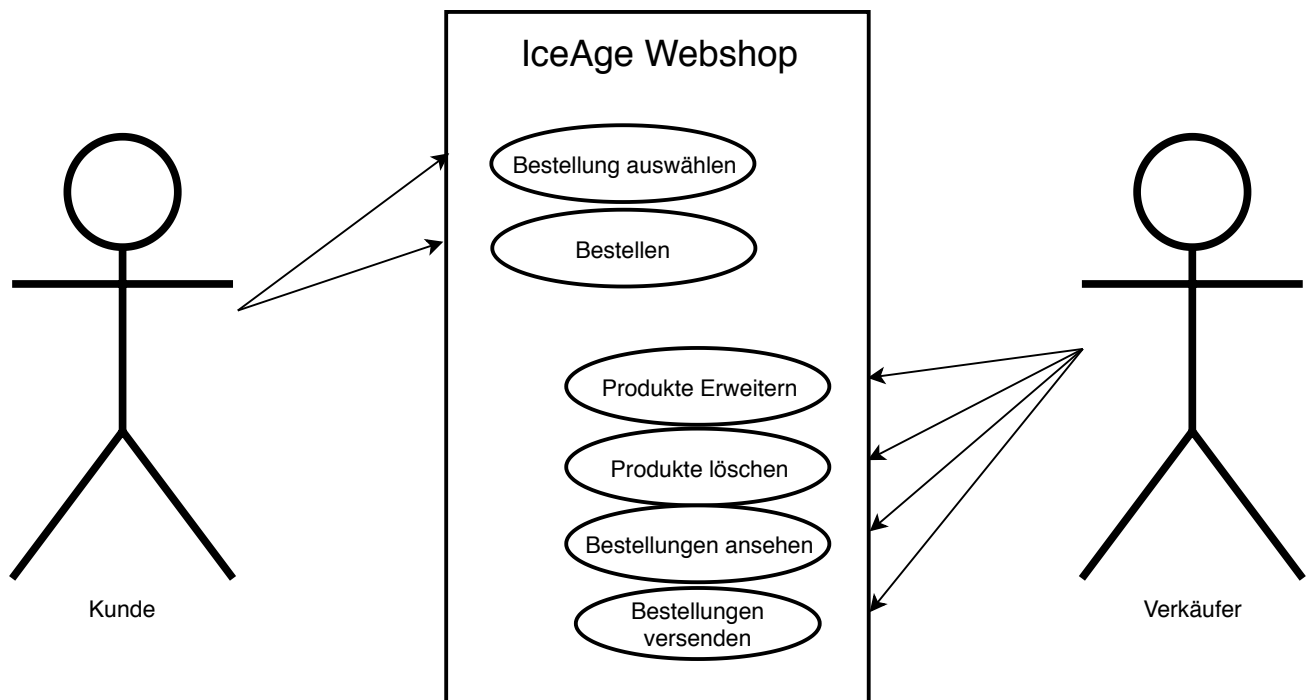 IceAge Webshop
Bestellung auswählen
Bestellen
Produkte Erweitern
Produkte löschen
Bestellungen ansehen
Bestellungen
versenden
Kunde
Verkäufer